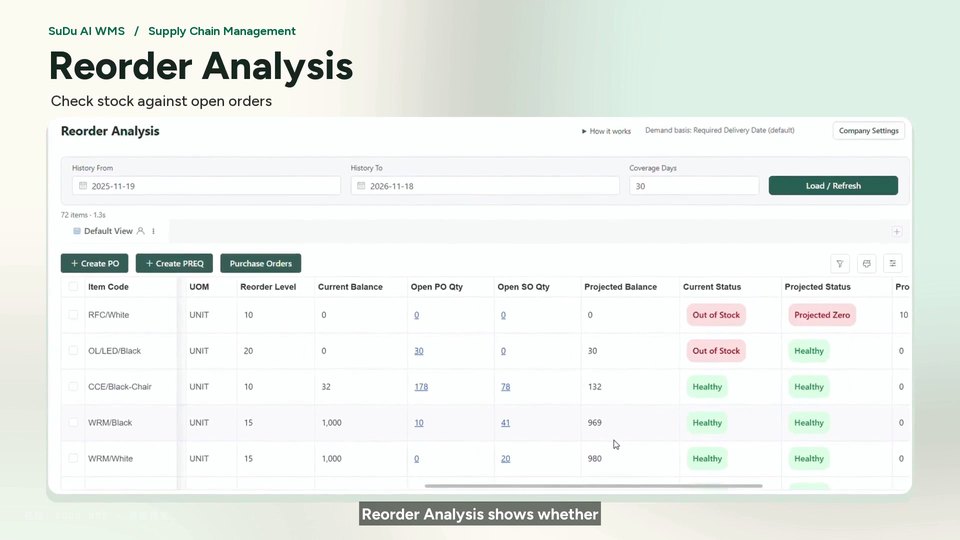 SuDu AI WMS / Supply Chain Management
Reorder Analysis
Check stock against open orders
Reorder Analysis
► How it works
Demand basis: Required Delivery Date (default)
Company Settings
History From
History To
Coverage Days
2025-11-19
2026-11-18
30
Load / Refresh
72 items · 1.3s
Default View
+ Create PO
+ Create PREQ
Purchase Orders
Item Code UOM Reorder Level Current Balance Open PO Qty Open SO Qty Projected Balance Current Status Projected Status Pro
RFC/White UNIT 10 0 0 0 0 Out of Stock Projected Zero 10
OL/LED/Black UNIT 20 0 30 0 30 Out of Stock Healthy 0
CCE/Black-Chair UNIT 10 32 178 78 132 Healthy Healthy 0
WRM/Black UNIT 15 1,000 10 41 969 Healthy Healthy 0
WRM/White UNIT 15 1,000 0 20 980 Healthy Healthy 0
Reorder Analysis shows whether